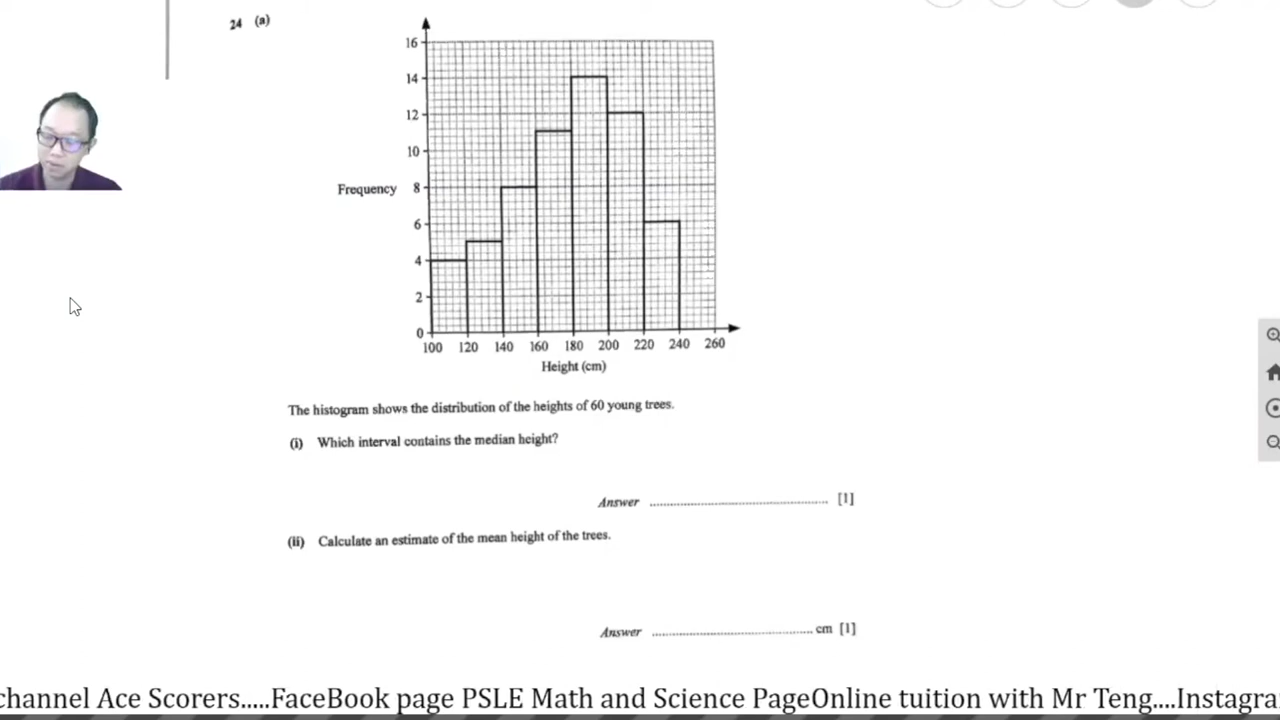 24 (a)
16
14
12
10
Frequency 8
6
4
2
0
100 120 140 160 180 200 220 240 260
Height (cm)
The histogram shows the distribution of the heights of 60 young trees.
(i) Which interval contains the median height?
Answer ................................................ [1]
(ii) Calculate an estimate of the mean height of the trees.
Answer ........................................... cm [1]
channel Ace Scorers.....FaceBook page PSLE Math and Science PageOnline tuition with Mr Teng....Instagra